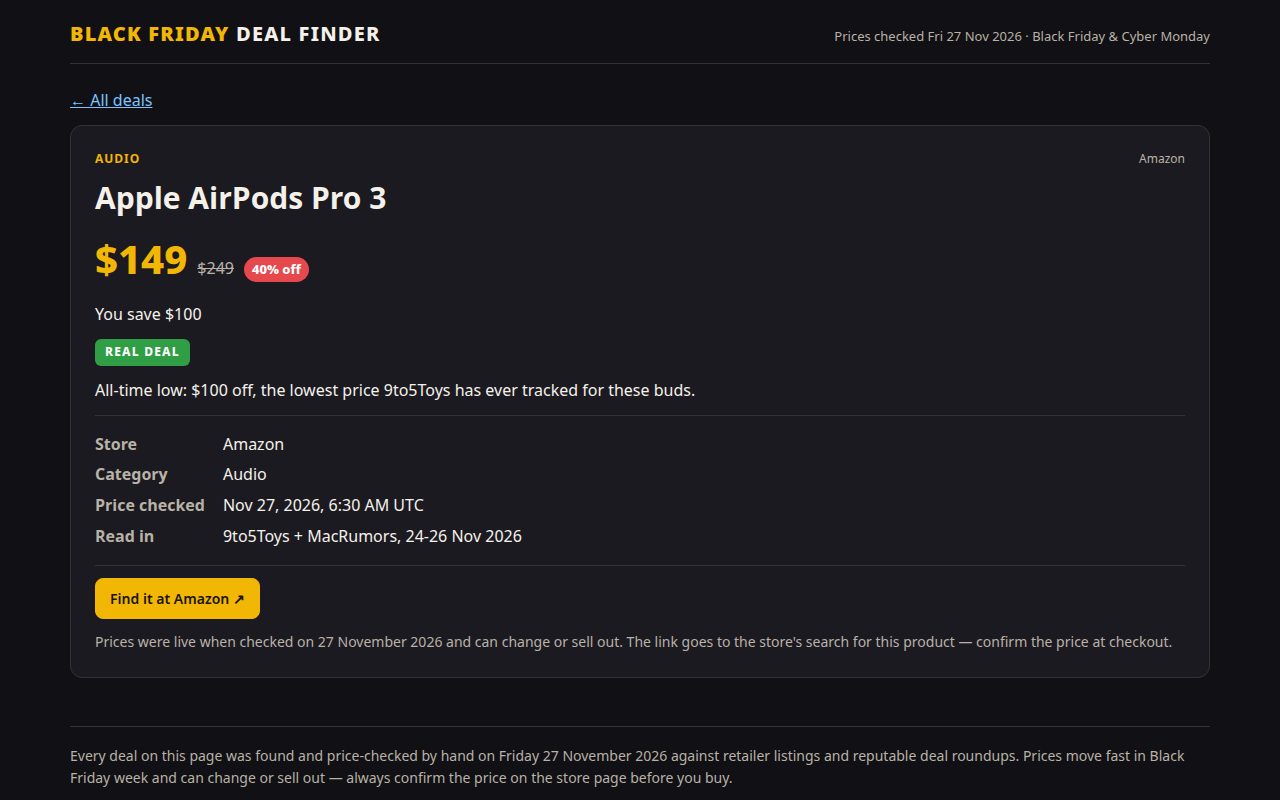 BLACK FRIDAY DEAL FINDER
Prices checked Fri 27 Nov 2026 · Black Friday & Cyber Monday
← All deals
AUDIO
Amazon
Apple AirPods Pro 3
$149 $249 40% off
You save $100
REAL DEAL
All-time low: $100 off, the lowest price 9to5Toys has ever tracked for these buds.
Store Amazon
Category Audio
Price checked Nov 27, 2026, 6:30 AM UTC
Read in 9to5Toys + MacRumors, 24-26 Nov 2026
Find it at Amazon ↗
Prices were live when checked on 27 November 2026 and can change or sell out. The link goes to the store's search for this product — confirm the price at checkout.
Every deal on this page was found and price-checked by hand on Friday 27 November 2026 against retailer listings and reputable deal roundups. Prices move fast in Black
Friday week and can change or sell out — always confirm the price on the store page before you buy.